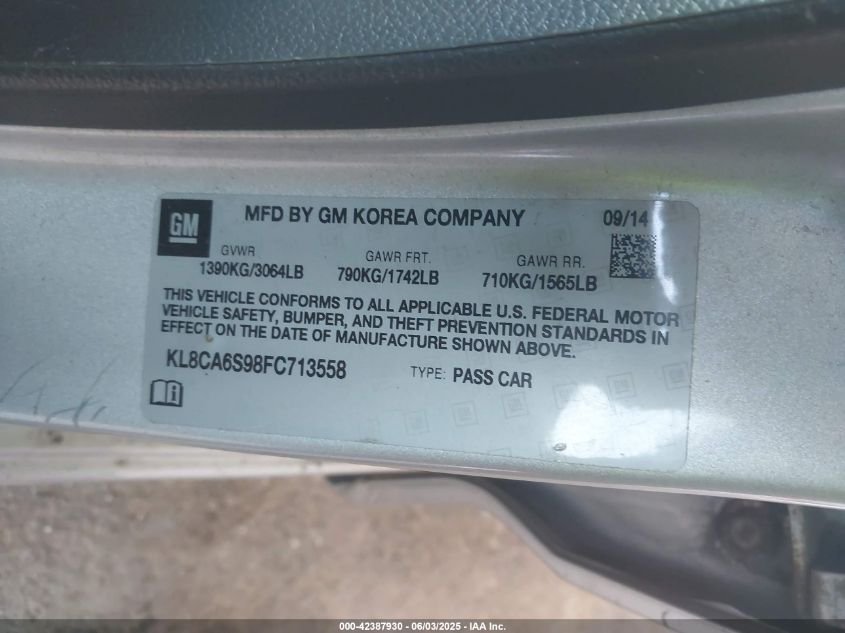 GM
MFD BY GM KOREA COMPANY 09/14
GVWR GAWR FRT. GAWR RR.
1390KG/3064LB 790KG/1742LB 710KG/1565LB
THIS VEHICLE CONFORMS TO ALL APPLICABLE U.S. FEDERAL MOTOR
VEHICLE SAFETY, BUMPER, AND THEFT PREVENTION STANDARDS IN
EFFECT ON THE DATE OF MANUFACTURE SHOWN ABOVE.
KL8CA6S98FC713558 TYPE: PASS CAR
000-42387930 - 06/03/2025 - IAA Inc.